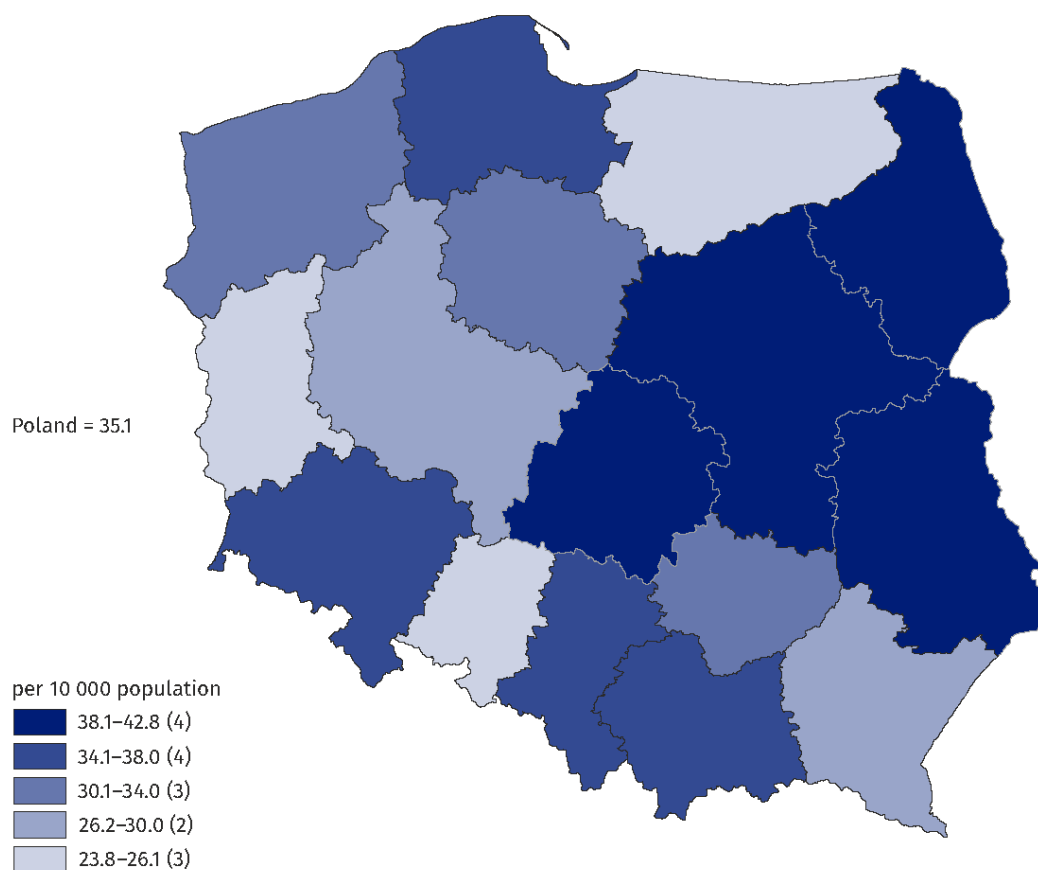 Poland = 35.1
per 10 000 population
38.1–42.8 (4)
34.1–38.0 (4)
30.1–34.0 (3)
26.2–30.0 (2)
23.8–26.1 (3)